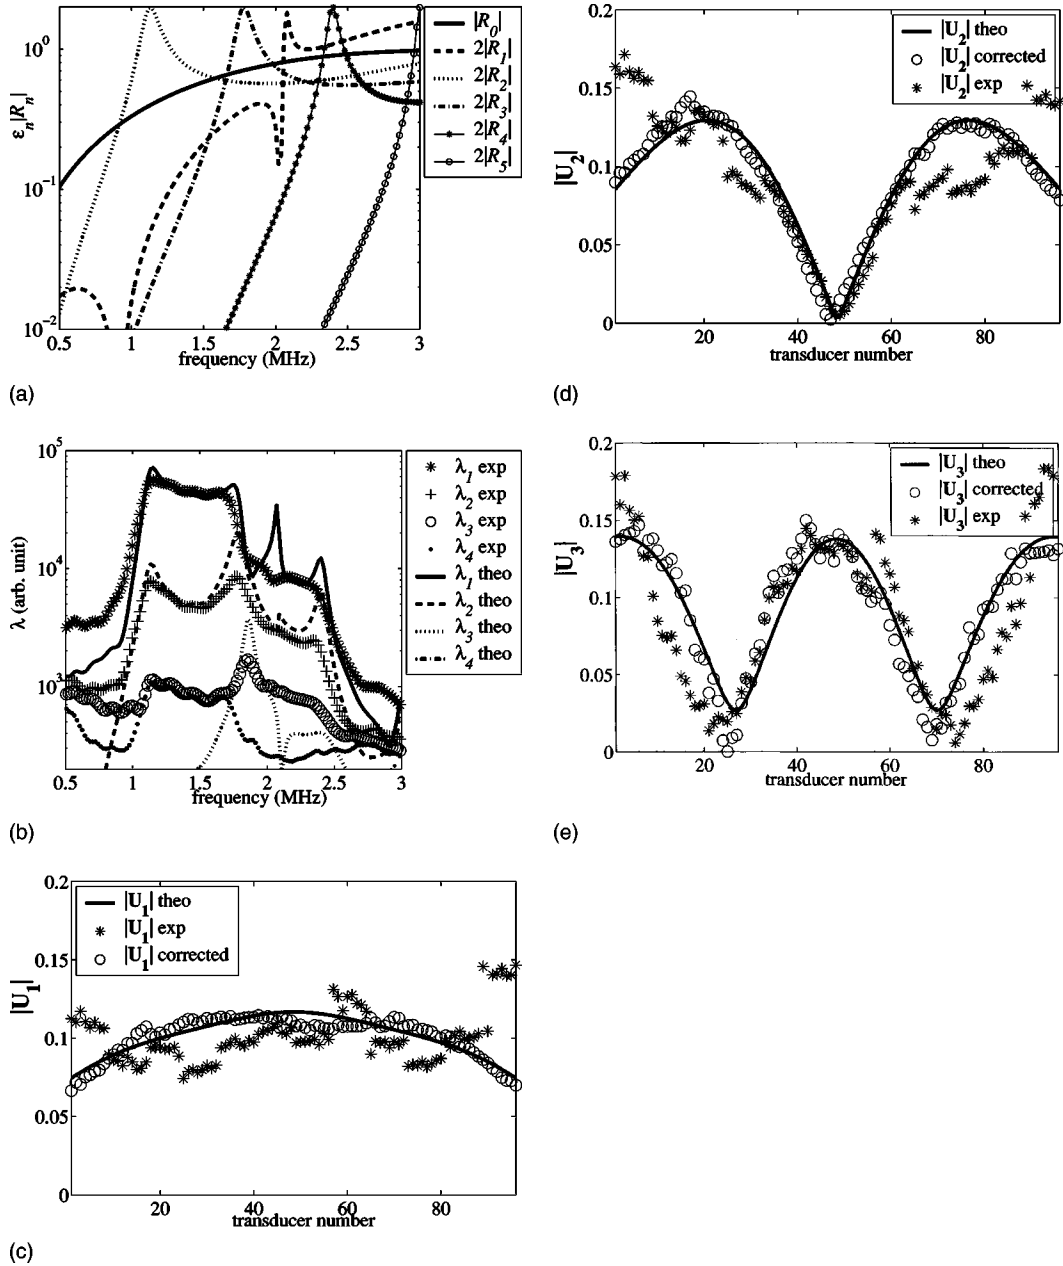 10^0
10^-1
10^-2
ε_n|R_n|
0.5 1 1.5 2 2.5 3
frequency (MHz)
|R_0|
2|R_1|
2|R_2|
2|R_3|
2|R_4|
2|R_5|
(a)
10^5
10^4
10^3
λ (arb. unit)
0.5 1 1.5 2 2.5 3
frequency (MHz)
λ_1 exp
λ_2 exp
λ_3 exp
λ_4 exp
λ_1 theo
λ_2 theo
λ_3 theo
λ_4 theo
(b)
0.2
0.15
0.1
0.05
0
|U_1|
20 40 60 80
transducer number
|U_1| theo
|U_1| exp
|U_1| corrected
(c)
0.2
0.15
0.1
0.05
0
|U_2|
20 40 60 80
transducer number
|U_2| theo
|U_2| corrected
|U_2| exp
(d)
0.2
0.15
0.1
0.05
0
|U_3|
20 40 60 80
transducer number
|U_3| theo
|U_3| corrected
|U_3| exp
(e)